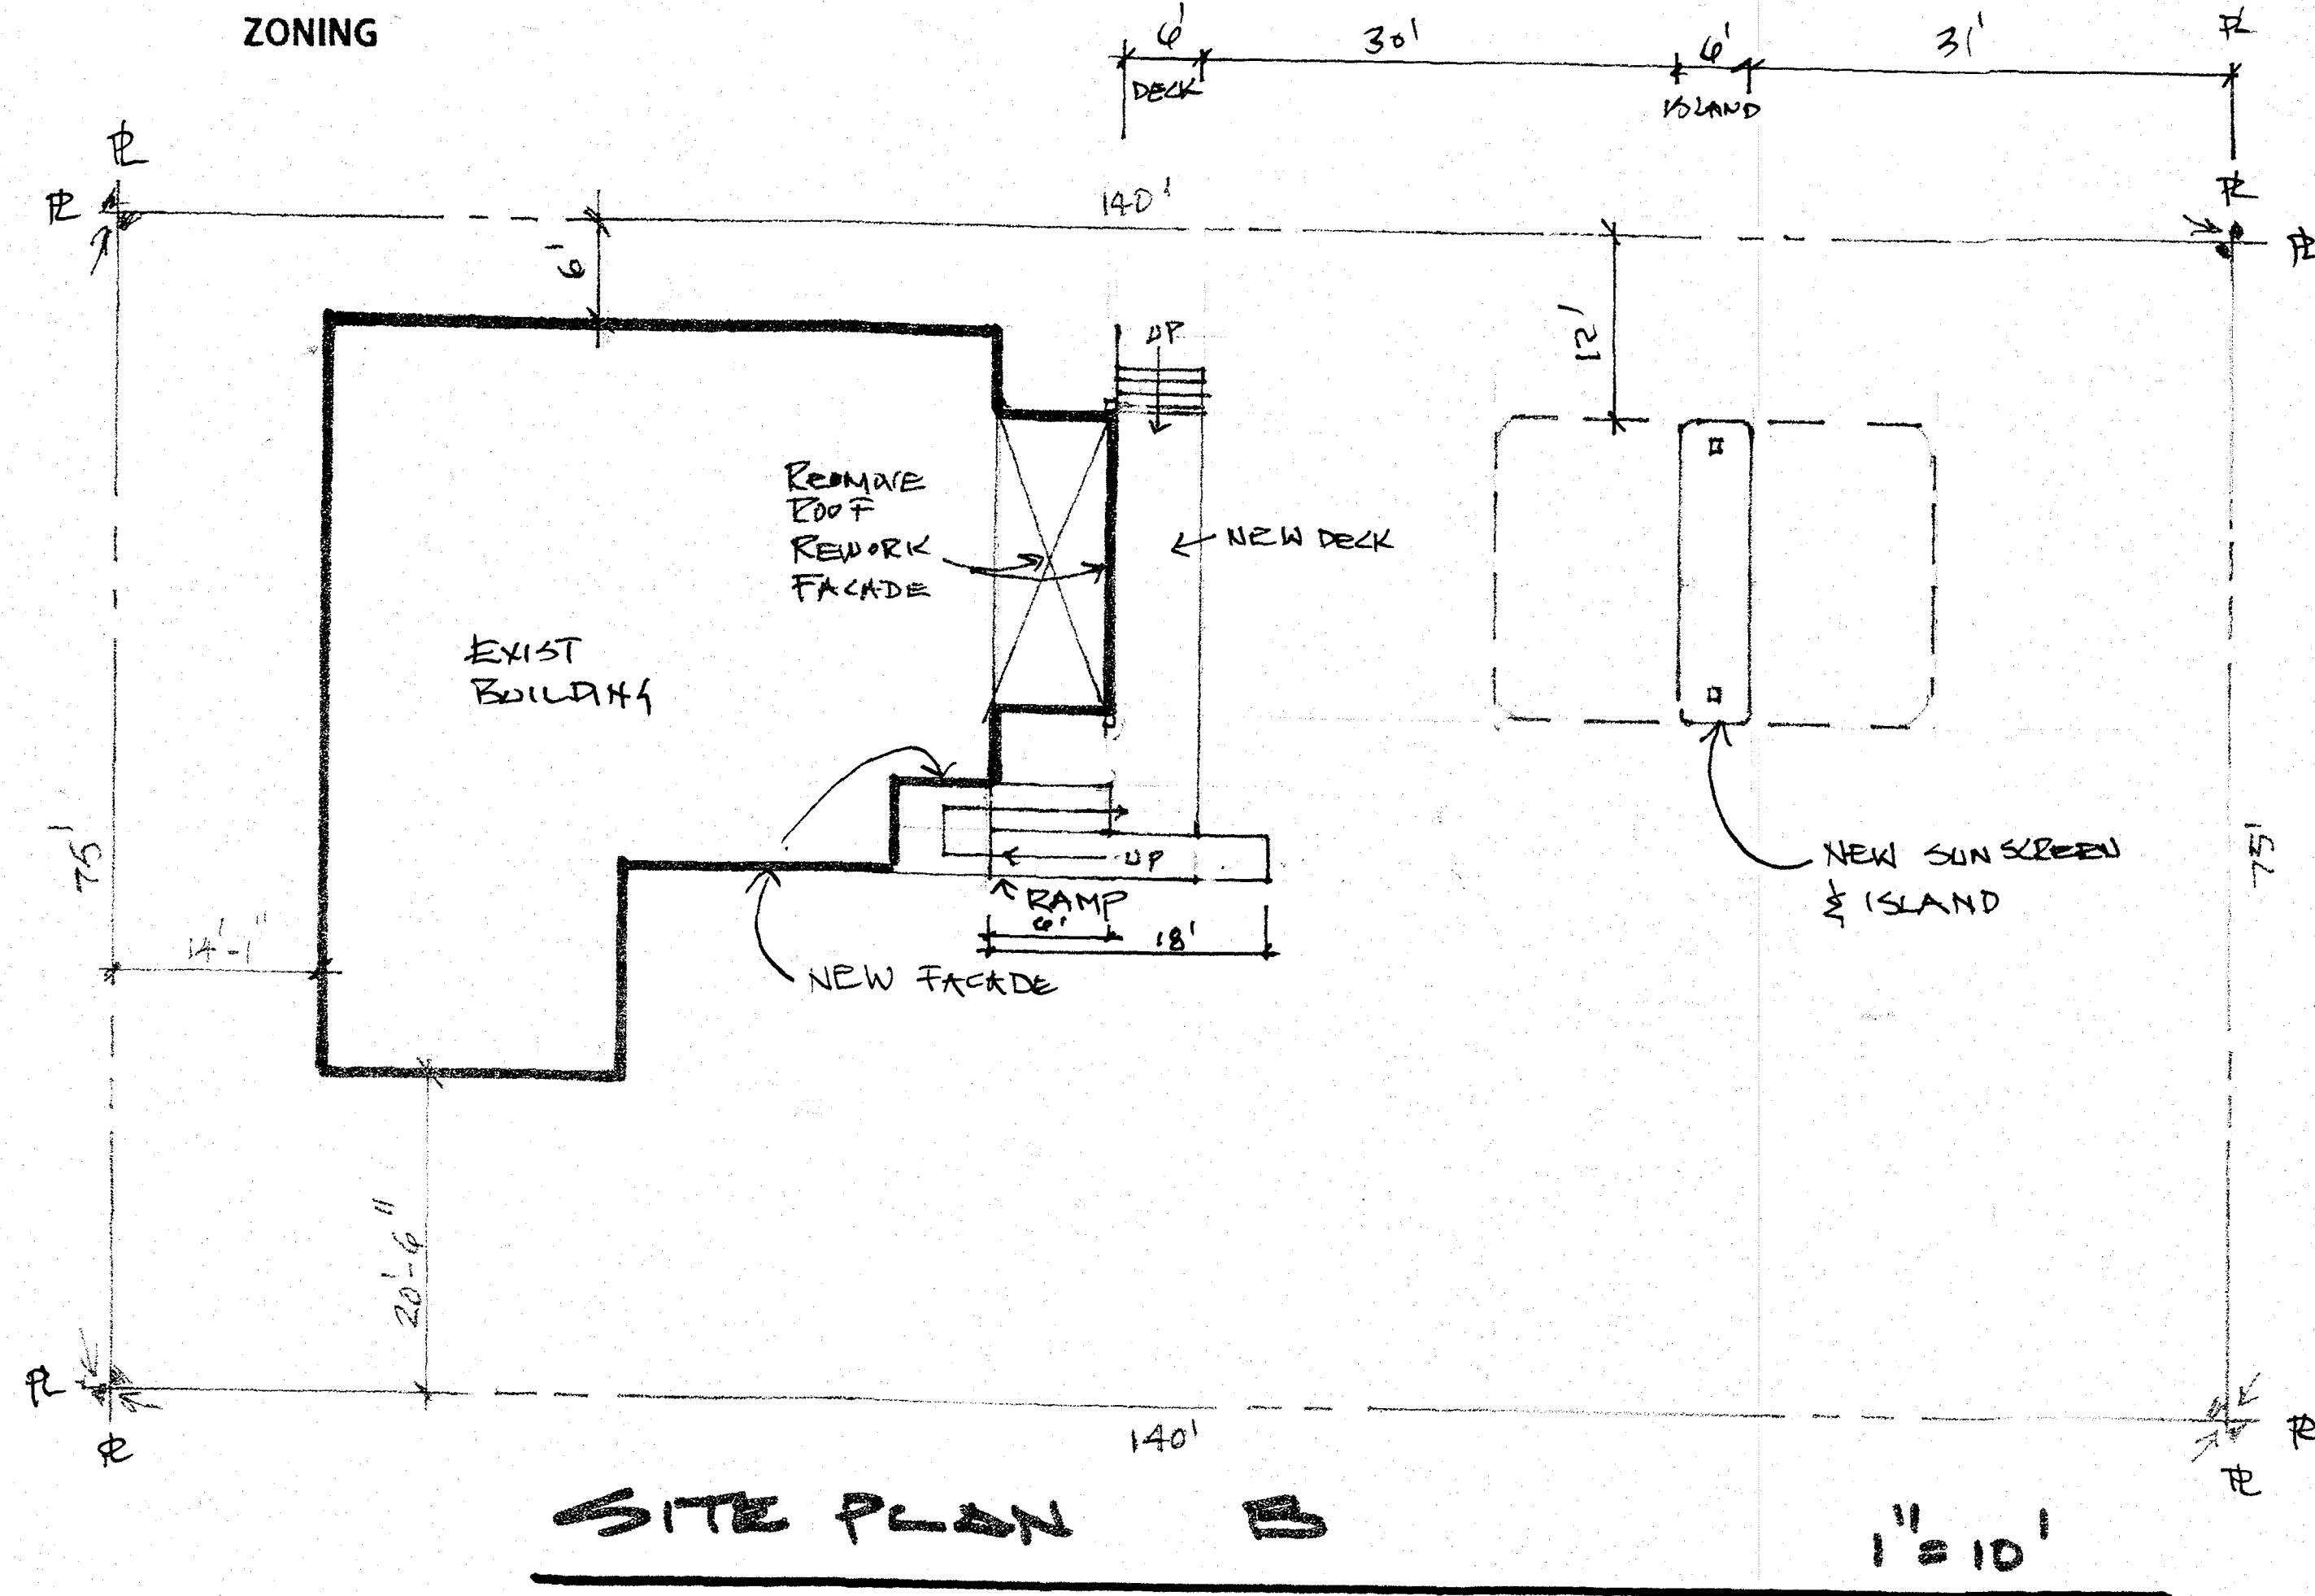 ZONING
6'
30'
6'
31'
PL
DECK
ISLAND
PL
PL
PL
PL
140'
6'
12'
UP
REOMOVE
ROOF
REWORK
FACADE
NEW DECK
EXIST
BUILDING
75'
75'
UP
NEW SUN SCREEN
& ISLAND
RAMP
6'
18'
14'-1"
NEW FACADE
20'-6"
PL
PL
140'
PL
PL
SITE PLAN B
1"=10'